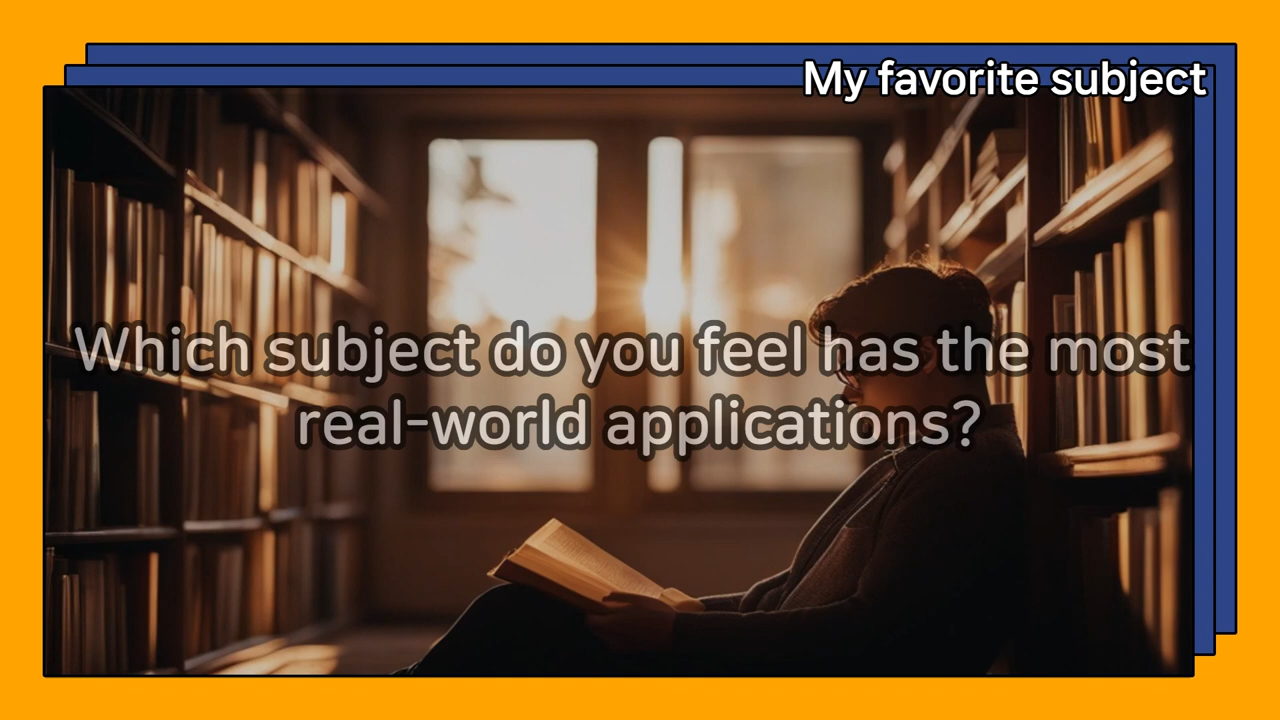 My favorite subject
Which subject do you feel has the most
real-world applications?